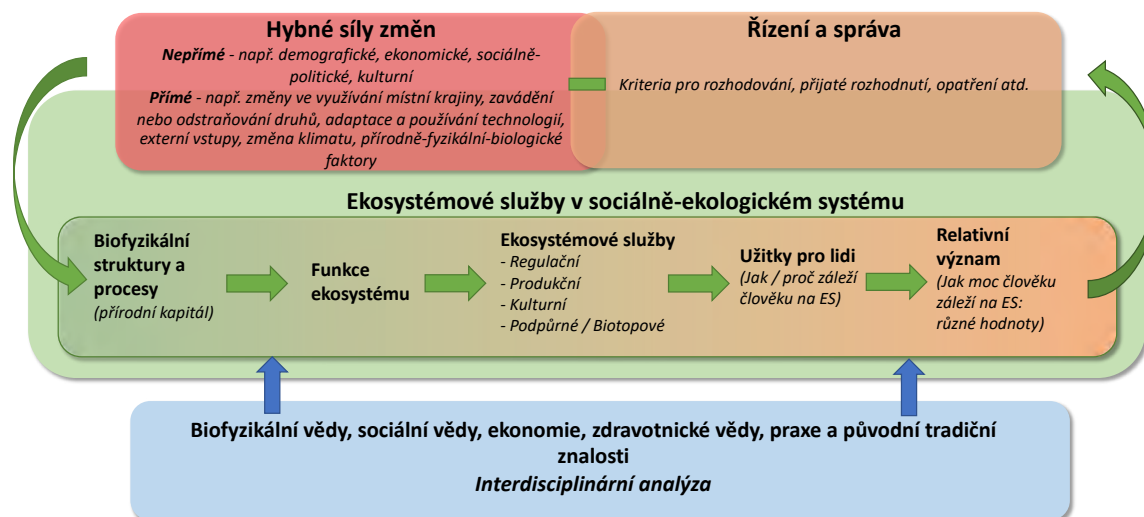 Hybné síly změn
Nepřímé - např. demografické, ekonomické, sociálně-
politické, kulturní
Přímé - např. změny ve využívání místní krajiny, zavádění
nebo odstraňování druhů, adaptace a používání technologií,
externí vstupy, změna klimatu, přírodně-fyzikální-biologické
faktory
Řízení a správa
Kriteria pro rozhodování, přijaté rozhodnutí, opatření atd.
Ekosystémové služby v sociálně-ekologickém systému
Biofyzikální
struktury a
procesy
(přírodní kapitál)
Funkce
ekosystému
Ekosystémové služby
- Regulační
- Produkční
- Kulturní
- Podpůrné / Biotopové
Užitky pro lidi
(Jak / proč záleží
člověku na ES)
Relativní
význam
(Jak moc člověku
záleží na ES:
různé hodnoty)
Biofyzikální vědy, sociální vědy, ekonomie, zdravotnické vědy, praxe a původní tradiční
znalosti
Interdisciplinární analýza